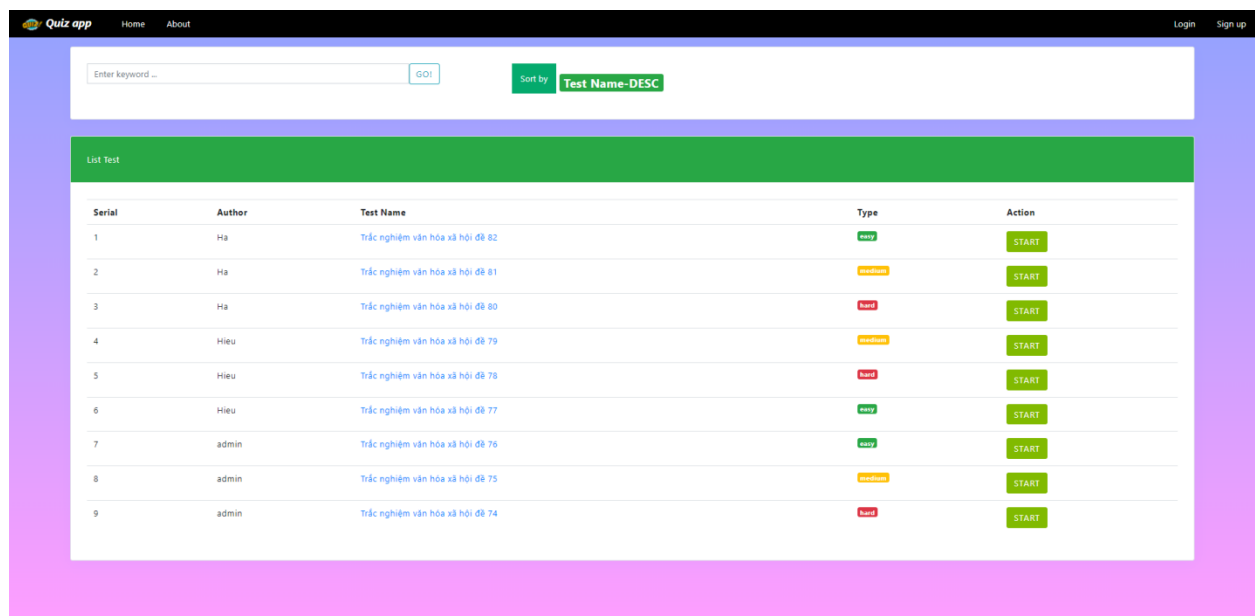 QUIZ Quiz app Home About Login Sign up
Enter keyword ... GO! Sort by Test Name-DESC
List Test
Serial Author Test Name Type Action
1 Ha Trắc nghiệm văn hóa xã hội đề 82 easy START
2 Ha Trắc nghiệm văn hóa xã hội đề 81 medium START
3 Ha Trắc nghiệm văn hóa xã hội đề 80 hard START
4 Hieu Trắc nghiệm văn hóa xã hội đề 79 medium START
5 Hieu Trắc nghiệm văn hóa xã hội đề 78 hard START
6 Hieu Trắc nghiệm văn hóa xã hội đề 77 easy START
7 admin Trắc nghiệm văn hóa xã hội đề 76 easy START
8 admin Trắc nghiệm văn hóa xã hội đề 75 medium START
9 admin Trắc nghiệm văn hóa xã hội đề 74 hard START